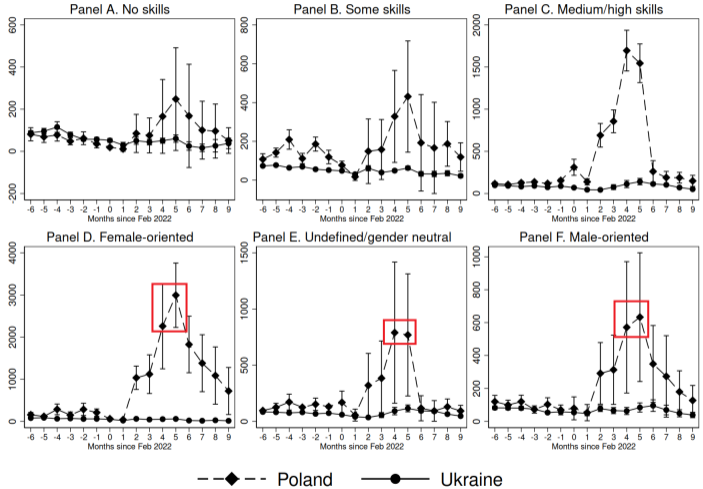 Panel A. No skills
Panel B. Some skills
Panel C. Medium/high skills
600
400
200
0
-200
-6 -5 -4 -3 -2 -1 0 1 2 3 4 5 6 7 8 9
Months since Feb 2022
800
600
400
200
0
-6 -5 -4 -3 -2 -1 0 1 2 3 4 5 6 7 8 9
Months since Feb 2022
2000
1500
1000
500
0
-6 -5 -4 -3 -2 -1 0 1 2 3 4 5 6 7 8 9
Months since Feb 2022
Panel D. Female-oriented
Panel E. Undefined/gender neutral
Panel F. Male-oriented
4000
3000
2000
1000
0
-6 -5 -4 -3 -2 -1 0 1 2 3 4 5 6 7 8 9
Months since Feb 2022
1500
1000
500
0
-6 -5 -4 -3 -2 -1 0 1 2 3 4 5 6 7 8 9
Months since Feb 2022
1000
800
600
400
200
0
-6 -5 -4 -3 -2 -1 0 1 2 3 4 5 6 7 8 9
Months since Feb 2022
Poland
Ukraine